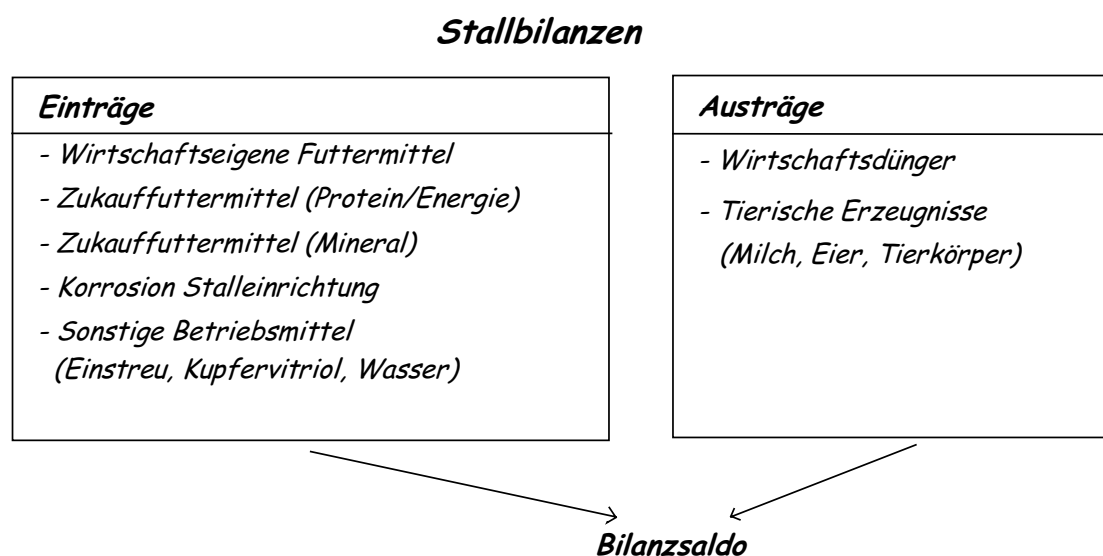 Stallbilanzen
Einträge
- Wirtschaftseigene Futtermittel
- Zukauffuttermittel (Protein/Energie)
- Zukauffuttermittel (Mineral)
- Korrosion Stalleinrichtung
- Sonstige Betriebsmittel
(Einstreu, Kupfervitriol, Wasser)
Austräge
- Wirtschaftsdünger
- Tierische Erzeugnisse
(Milch, Eier, Tierkörper)
Bilanzsaldo